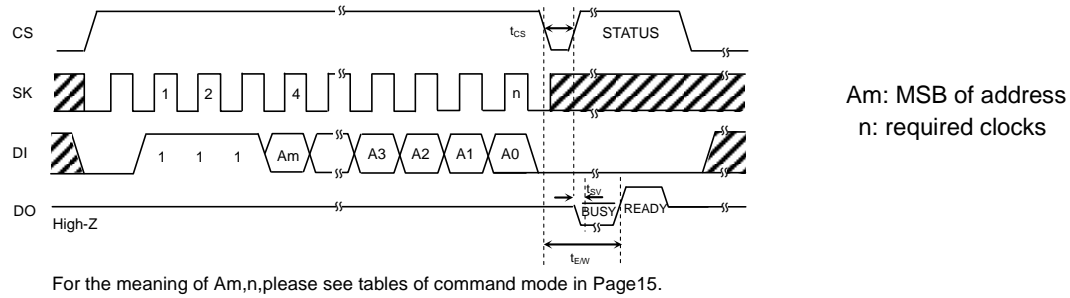 CS
tCS
STATUS
SK
1 2 4 n
DI
1 1 1 Am A3 A2 A1 A0
tSV
DO
BUSY READY
High-Z
tE/W
For the meaning of Am,n,please see tables of command mode in Page15.
Am: MSB of address
n: required clocks